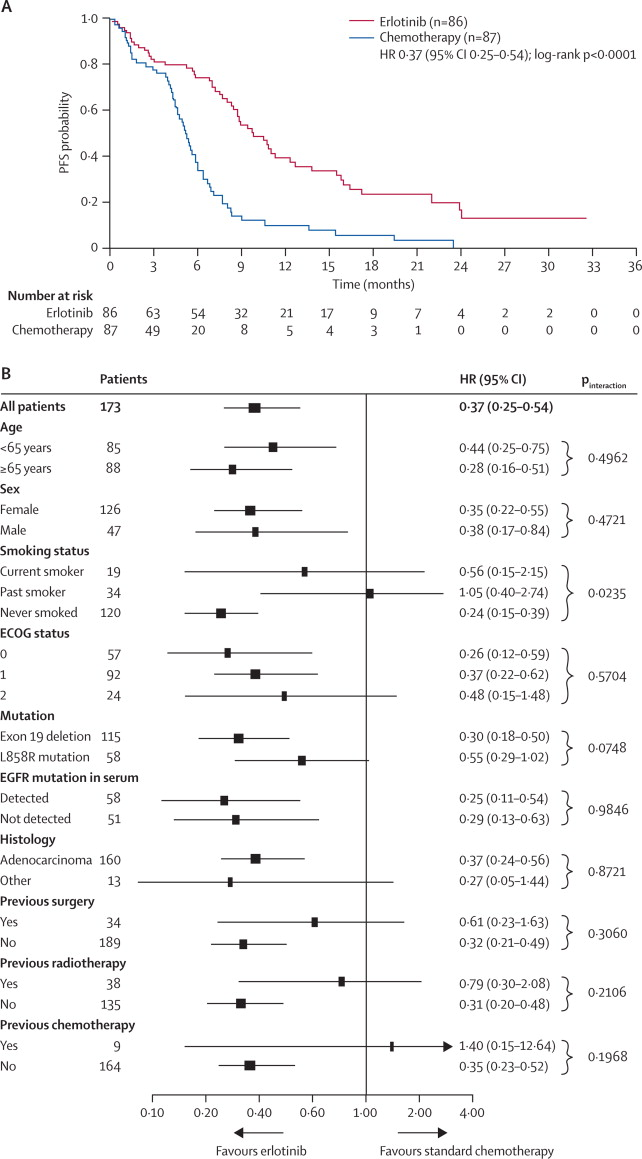 A
Erlotinib (n=86)
Chemotherapy (n=87)
HR 0·37 (95% CI 0·25–0·54); log-rank p<0·0001
PFS probability
1·0
0·8
0·6
0·4
0·2
0
0 3 6 9 12 15 18 21 24 27 30 33 36
Time (months)
Number at risk
Erlotinib 86 63 54 32 21 17 9 7 4 2 2 0 0
Chemotherapy 87 49 20 8 5 4 3 1 0 0 0 0 0
B
Patients HR (95% CI) pinteraction
All patients 173 0·37 (0·25–0·54)
Age
<65 years 85 0·44 (0·25–0·75)
0·4962
≥65 years 88 0·28 (0·16–0·51)
Sex
Female 126 0·35 (0·22–0·55)
0·4721
Male 47 0·38 (0·17–0·84)
Smoking status
Current smoker 19 0·56 (0·15–2·15)
Past smoker 34 1·05 (0·40–2·74) 0·0235
Never smoked 120 0·24 (0·15–0·39)
ECOG status
0 57 0·26 (0·12–0·59)
1 92 0·37 (0·22–0·62) 0·5704
2 24 0·48 (0·15–1·48)
Mutation
Exon 19 deletion 115 0·30 (0·18–0·50)
0·0748
L858R mutation 58 0·55 (0·29–1·02)
EGFR mutation in serum
Detected 58 0·25 (0·11–0·54)
0·9846
Not detected 51 0·29 (0·13–0·63)
Histology
Adenocarcinoma 160 0·37 (0·24–0·56)
0·8721
Other 13 0·27 (0·05–1·44)
Previous surgery
Yes 34 0·61 (0·23–1·63)
0·3060
No 189 0·32 (0·21–0·49)
Previous radiotherapy
Yes 38 0·79 (0·30–2·08)
0·2106
No 135 0·31 (0·20–0·48)
Previous chemotherapy
Yes 9 1·40 (0·15–12·64)
0·1968
No 164 0·35 (0·23–0·52)
0·10 0·20 0·40 0·60 1·00 2·00 4·00
Favours erlotinib Favours standard chemotherapy